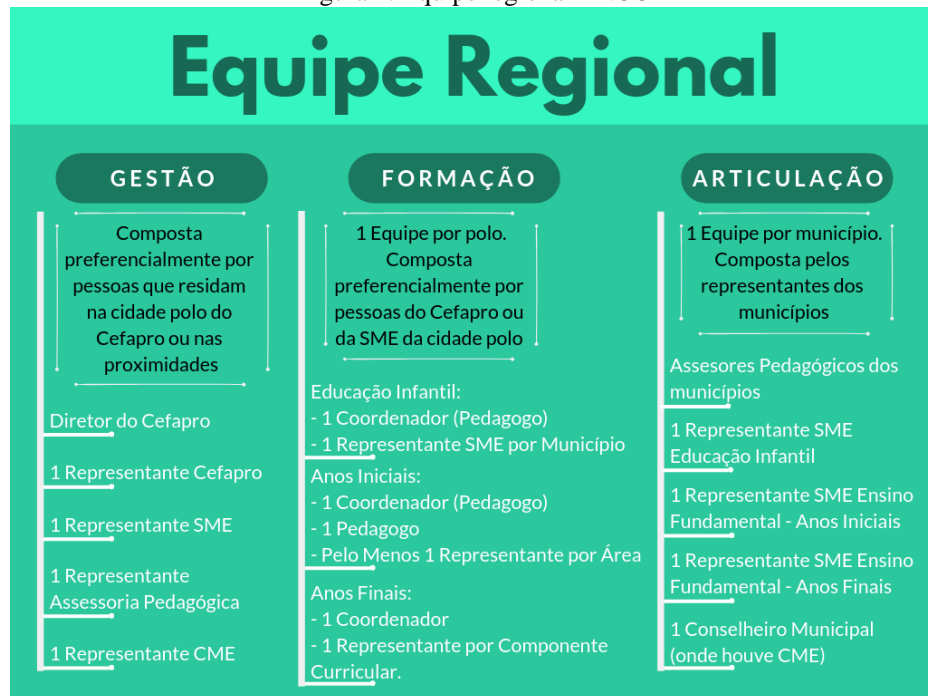 Equipe Regional
GESTÃO
Composta
preferencialmente por
pessoas que residam
na cidade polo do
Cefapro ou nas
proximidades
Diretor do Cefapro
1 Representante Cefapro
1 Representante SME
1 Representante
Assessoria Pedagógica
1 Representante CME
FORMAÇÃO
1 Equipe por polo.
Composta
preferencialmente por
pessoas do Cefapro ou
da SME da cidade polo
Educação Infantil:
- 1 Coordenador (Pedagogo)
- 1 Representante SME por Município
Anos Iniciais:
- 1 Coordenador (Pedagogo)
- 1 Pedagogo
- Pelo Menos 1 Representante por Área
Anos Finais:
- 1 Coordenador
- 1 Representante por Componente
Curricular.
ARTICULAÇÃO
1 Equipe por município.
Composta pelos
representantes dos
municípios
Assesores Pedagógicos dos
municípios
1 Representante SME
Educação Infantil
1 Representante SME Ensino
Fundamental - Anos Iniciais
1 Representante SME Ensino
Fundamental - Anos Finais
1 Conselheiro Municipal
(onde houve CME)